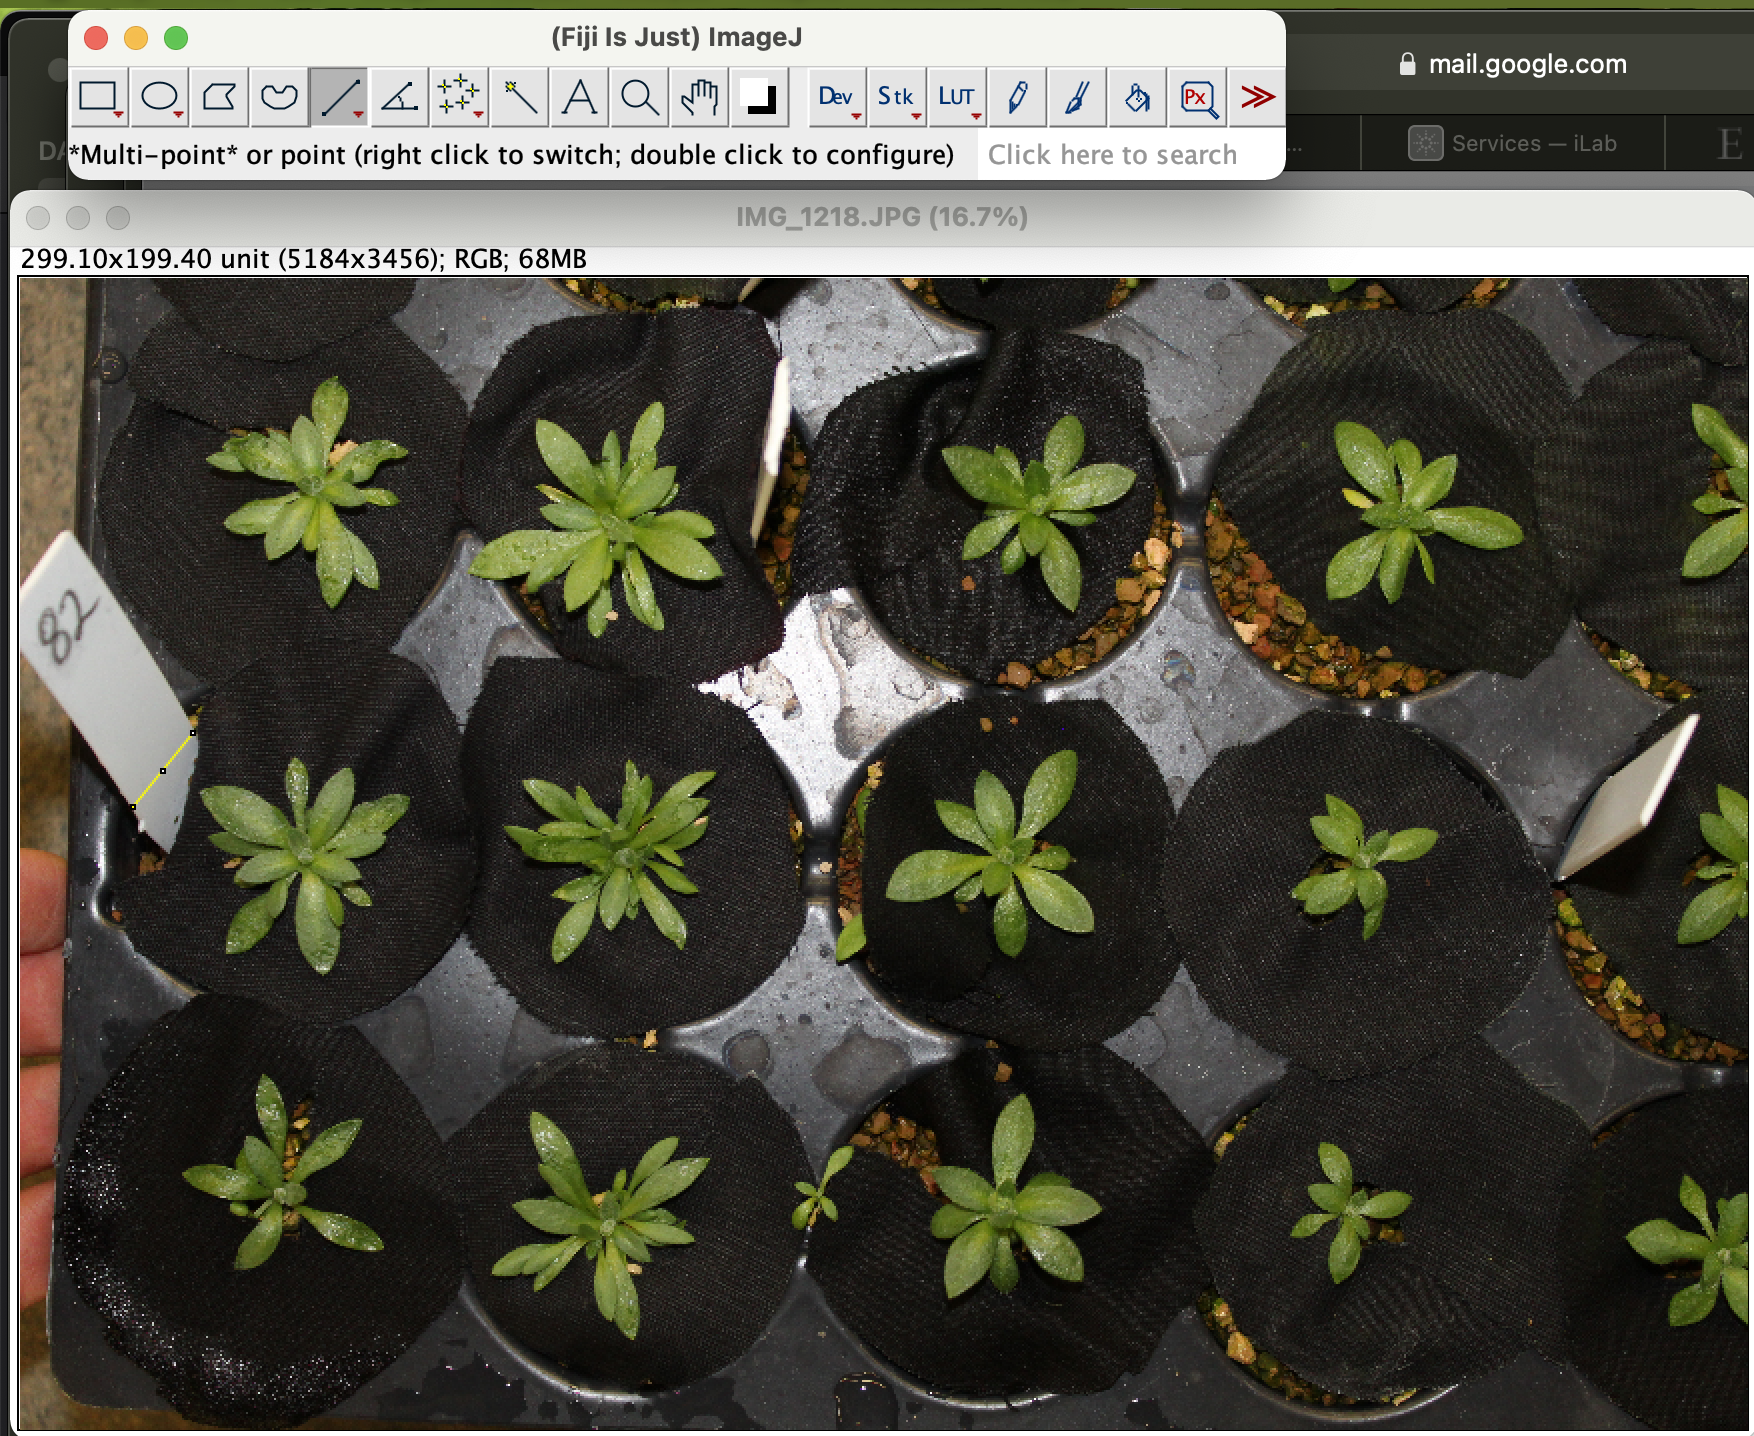 (Fiji Is Just) ImageJ
mail.google.com
Dev Stk LUT Px
*Multi-point* or point (right click to switch; double click to configure)
Click here to search
...
Services — iLab
E
IMG_1218.JPG (16.7%)
299.10x199.40 unit (5184x3456); RGB; 68MB
82